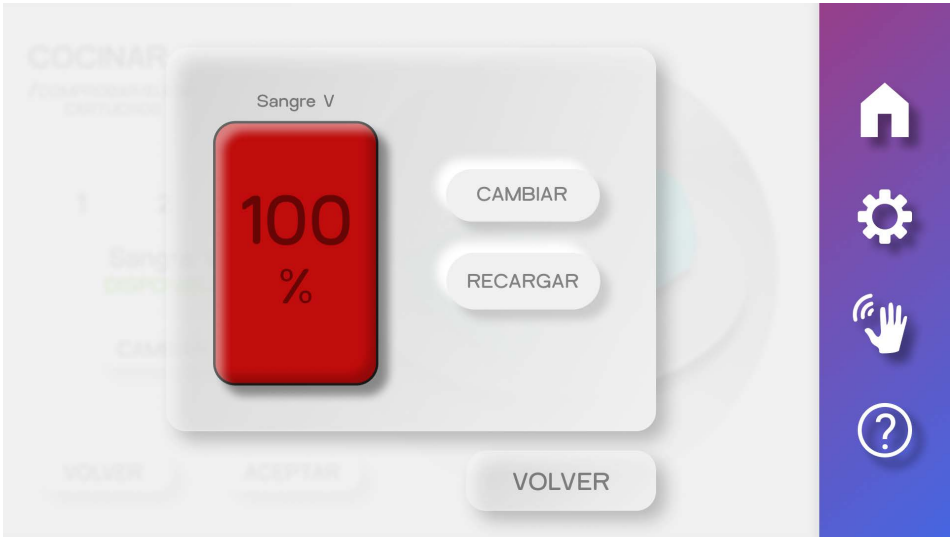 COCINAR
Sangre V
100
%
CAMBIAR
RECARGAR
VOLVER
ACEPTAR
VOLVER